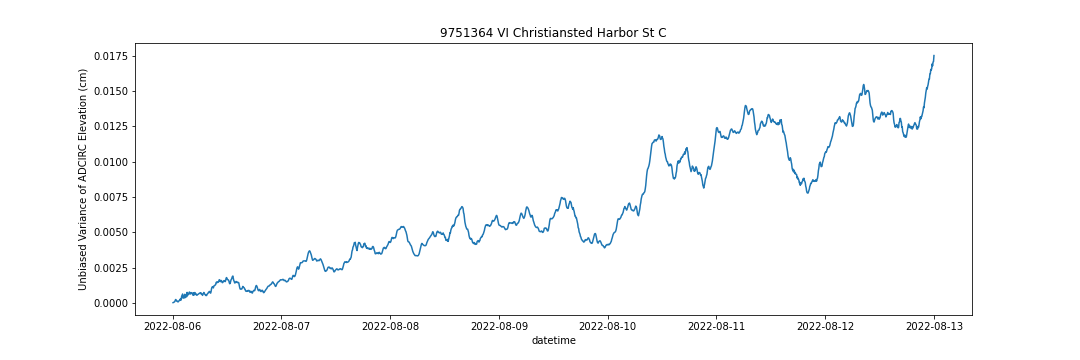 9751364 VI Christiansted Harbor St C
Unbiased Variance of ADCIRC Elevation (cm)
0.0175
0.0150
0.0125
0.0100
0.0075
0.0050
0.0025
0.0000
2022-08-06 2022-08-07 2022-08-08 2022-08-09 2022-08-10 2022-08-11 2022-08-12 2022-08-13
datetime